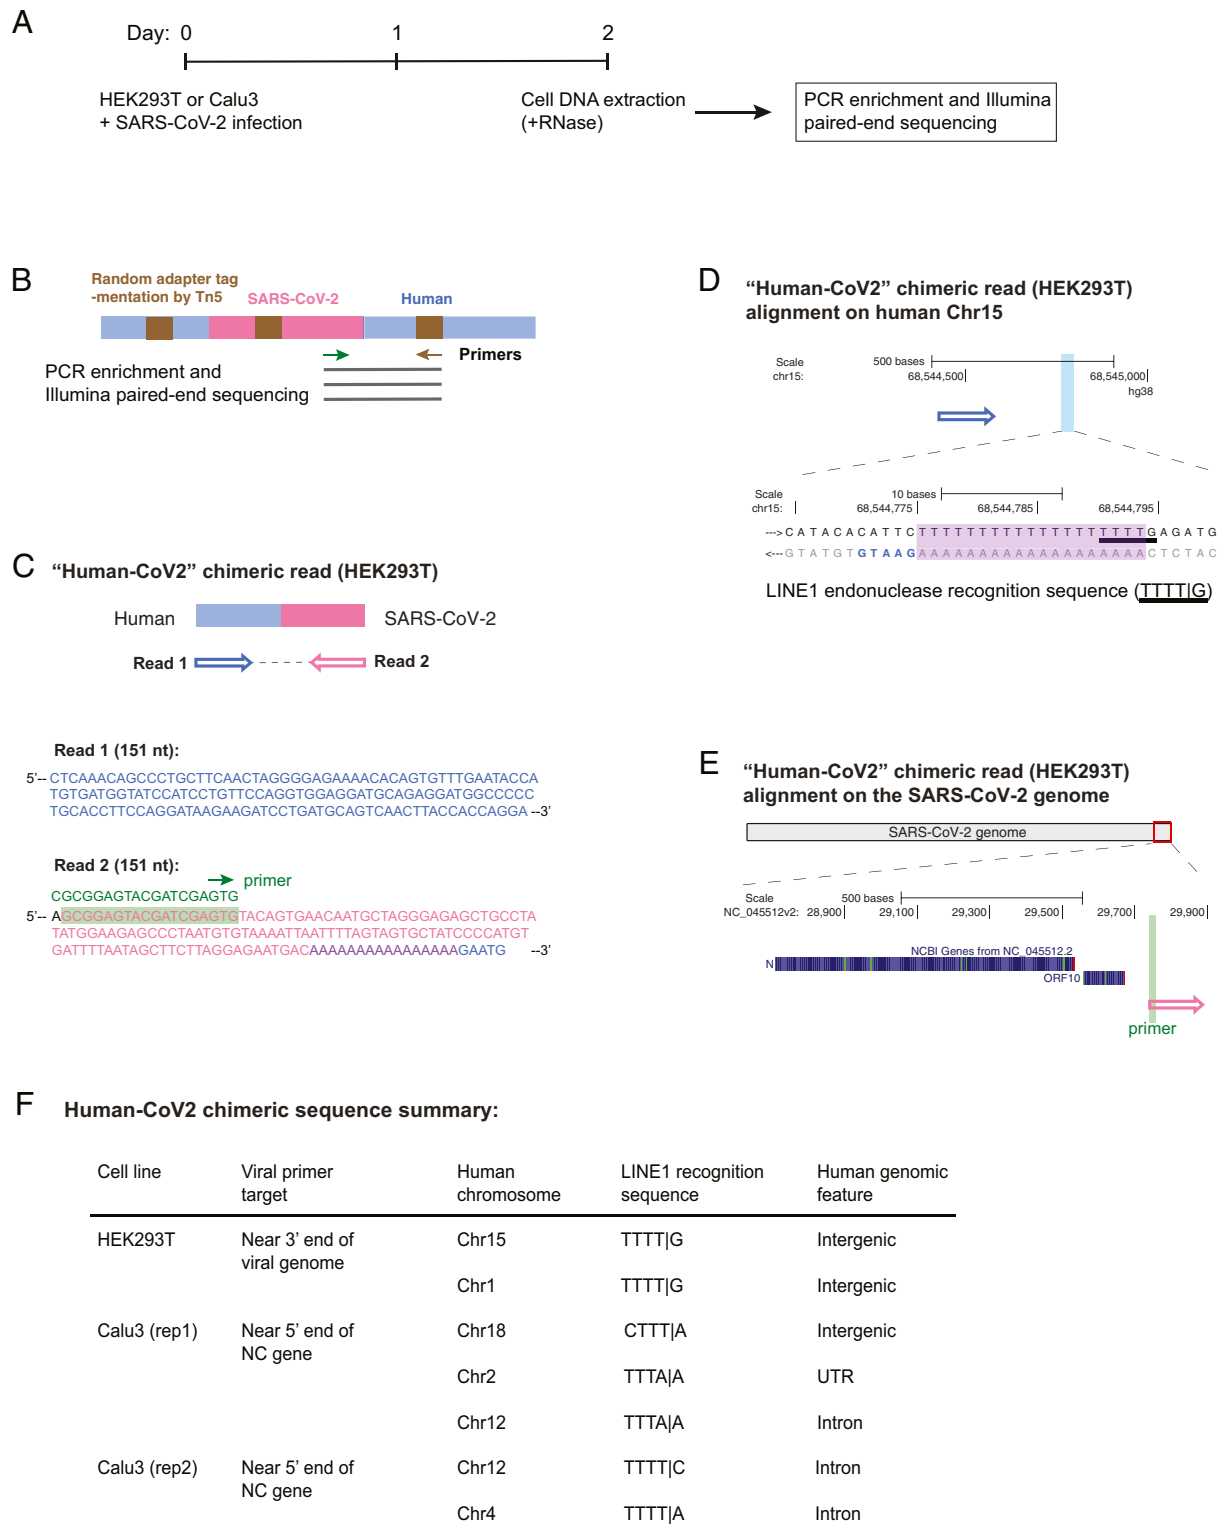 A
Day: 0 1 2
HEK293T or Calu3
+ SARS-CoV-2 infection
Cell DNA extraction
(+RNase)
PCR enrichment and Illumina
paired-end sequencing
B
Random adapter tag
-mentation by Tn5
SARS-CoV-2
Human
Primers
PCR enrichment and
Illumina paired-end sequencing
C
“Human-CoV2” chimeric read (HEK293T)
Human
SARS-CoV-2
Read 1
Read 2
Read 1 (151 nt):
5’-- CTCAAACAGCCCTGCTTCAACTAGGGGAGAAAACACAGTGTTTGAATACCA
TGTGATGGTATCCATCCTGTTCCAGGTGGAGGATGCAGAGGATGGCCCCC
TGCACCTTCCAGGATAAGAAGATCCTGATGCAGTCAACTTACCACCAGGA --3’
Read 2 (151 nt):
primer
CGCGGAGTACGATCGAGTG
5’-- AGCGGAGTACGATCGAGTGTACAGTGAACAATGCTAGGGAGAGCTGCCTA
TATGGAAGAGCCCTAATGTGTAAAATTAATTTTAGTAGTGCTATCCCCATGT
GATTTTAATAGCTTCTTAGGAGAATGACAAAAAAAAAAAAAAAGAATG --3’
D
“Human-CoV2” chimeric read (HEK293T)
alignment on human Chr15
Scale
500 bases
chr15:
68,544,500
68,545,000
hg38
Scale
10 bases
chr15:
68,544,775
68,544,785
68,544,795
---> C A T A C A C A T T C T T T T T T T T T T T T T T T T T T T G A G A T G
<--- G T A T G T G T A A G A A A A A A A A A A A A A A A A A A A C T C T A C
LINE1 endonuclease recognition sequence (TTTT|G)
E
“Human-CoV2” chimeric read (HEK293T)
alignment on the SARS-CoV-2 genome
SARS-CoV-2 genome
Scale
500 bases
NC_045512v2:
28,900
29,100
29,300
29,500
29,700
29,900
NCBI Genes from NC_045512.2
N
ORF10
primer
F
Human-CoV2 chimeric sequence summary:
Cell line
Viral primer
target
Human
chromosome
LINE1 recognition
sequence
Human genomic
feature
HEK293T
Near 3’ end of
viral genome
Chr15
TTTT|G
Intergenic
Chr1
TTTT|G
Intergenic
Calu3 (rep1)
Near 5’ end of
NC gene
Chr18
CTTT|A
Intergenic
Chr2
TTTA|A
UTR
Chr12
TTTA|A
Intron
Calu3 (rep2)
Near 5’ end of
NC gene
Chr12
TTTT|C
Intron
Chr4
TTTT|A
Intron